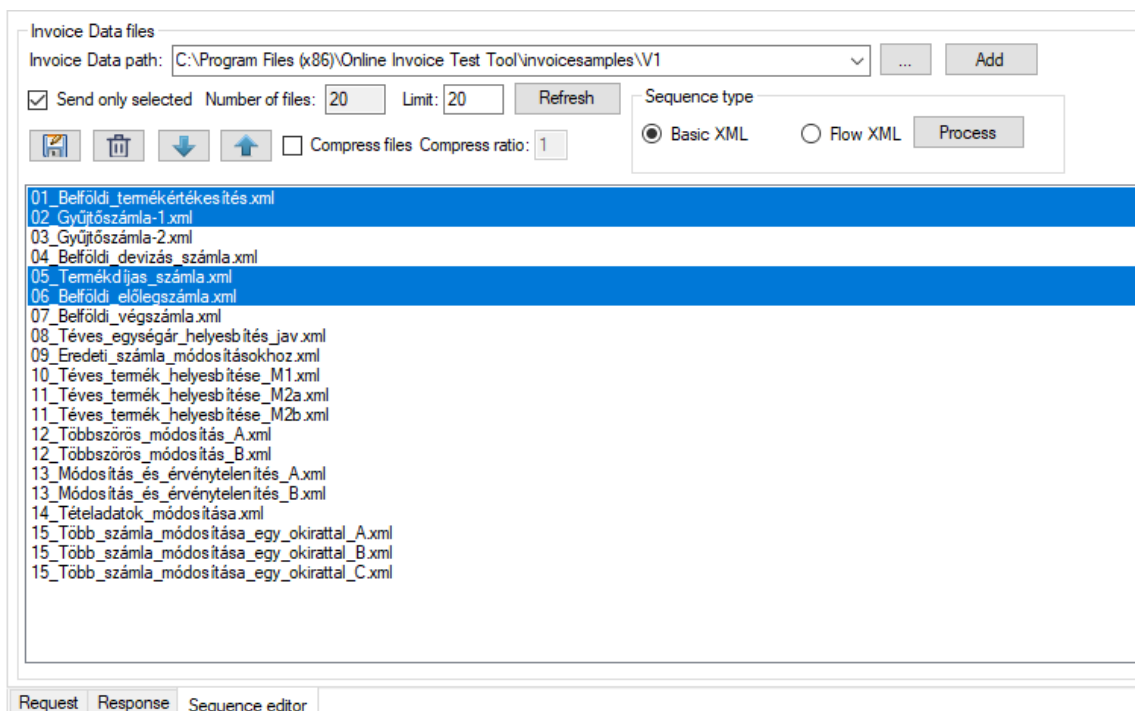 Invoice Data files
Invoice Data path: C:\Program Files (x86)\Online Invoice Test Tool\invoicesamples\V1 ... Add
Send only selected Number of files: 20 Limit: 20 Refresh
Sequence type
Basic XML Flow XML Process
Compress files Compress ratio: 1
01_Belföldi_termékértékesítés.xml
02_Gyűjtőszámla-1.xml
03_Gyűjtőszámla-2.xml
04_Belföldi_devizás_számla.xml
05_Termékdíjas_számla.xml
06_Belföldi_előlegszámla.xml
07_Belföldi_végszámla.xml
08_Téves_egységár_helyesbítés_jav.xml
09_Eredeti_számla_módosításokhoz.xml
10_Téves_termék_helyesbítése_M1.xml
11_Téves_termék_helyesbítése_M2a.xml
11_Téves_termék_helyesbítése_M2b.xml
12_Többszörös_módosítás_A.xml
12_Többszörös_módosítás_B.xml
13_Módosítás_és_érvénytelenítés_A.xml
13_Módosítás_és_érvénytelenítés_B.xml
14_Tételadatok_módosítása.xml
15_Több_számla_módosítása_egy_okirattal_A.xml
15_Több_számla_módosítása_egy_okirattal_B.xml
15_Több_számla_módosítása_egy_okirattal_C.xml
Request Response Sequence editor